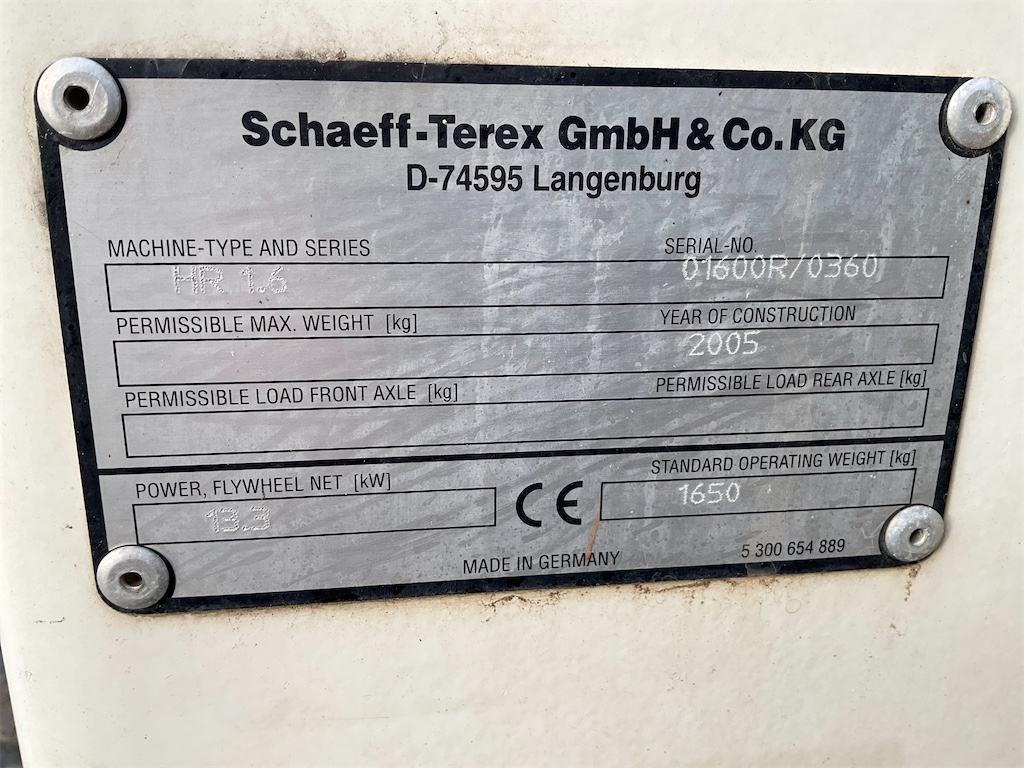 Schaeff-Terex GmbH & Co. KG
D-74595 Langenburg
MACHINE-TYPE AND SERIES SERIAL-NO.
HR 1.6 01600R/0360
PERMISSIBLE MAX. WEIGHT [kg] YEAR OF CONSTRUCTION
2005
PERMISSIBLE LOAD FRONT AXLE [kg] PERMISSIBLE LOAD REAR AXLE [kg]
POWER, FLYWHEEL NET [kW] STANDARD OPERATING WEIGHT [kg]
13.3 CE 1650
MADE IN GERMANY 5 300 654 889